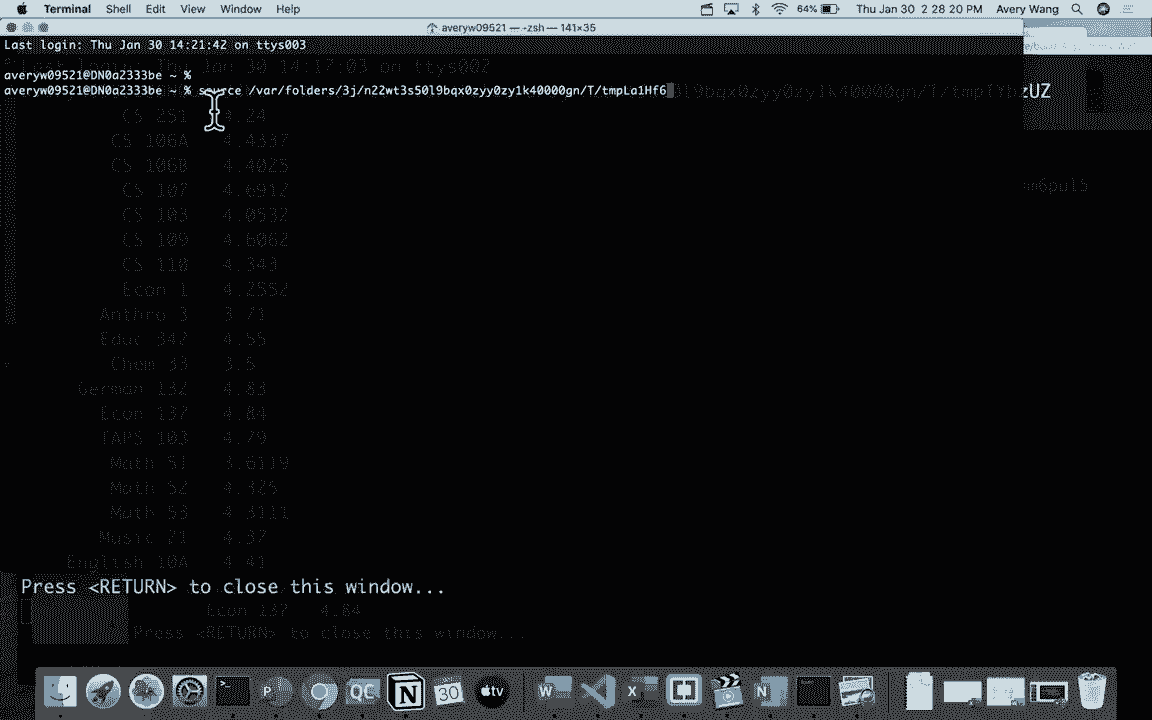 Terminal Shell Edit View Window Help 64% Thu Jan 30 2 28 20 PM Avery Wang
averyw09521 — -zsh — 141×35
Last login: Thu Jan 30 14:21:42 on ttys003
Last login: Thu Jan 30 14:17:03 on ttys002
averyw09521@DN0a2333be ~ %
averyw09521@DN0a2333be ~ % source /var/folders/3j/n22wt3s50l9bqx0zyy0zy1k40000gn/T/tmpLa1Hf6
zUZ
CS 251 4.24
CS 106A 4.4337
CS 106B 4.4025
CS 107 4.6912
CS 103 4.0532
CS 109 4.6062
CS 110 4.343
Econ 1 4.2552
Anthro 3 3.71
Educ 342 4.55
Chem 33 3.5
German 132 4.83
Econ 137 4.84
TAPS 103 4.79
Math 51 3.6119
Math 52 4.325
Math 53 4.3111
Music 21 4.37
English 10A 4.41
Press <RETURN> to close this window...
Econ 137 4.84
Press <RETURN> to close this window...
P QC N 30 tv W X N